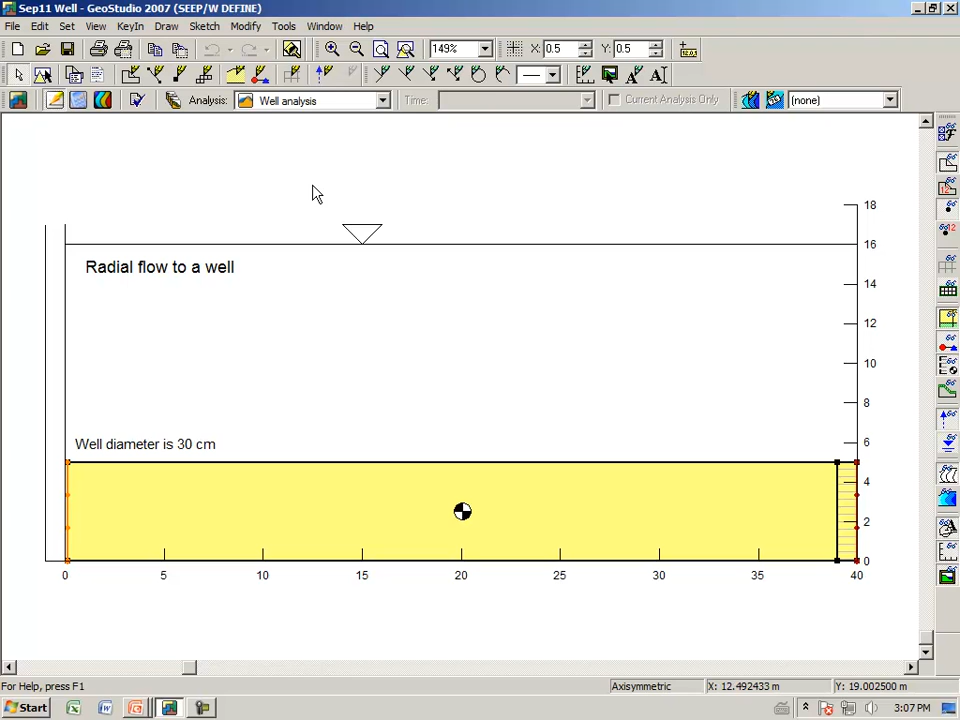 Sep11 Well - GeoStudio 2007 (SEEP/W DEFINE)
File Edit Set View KeyIn Draw Sketch Modify Tools Window Help
149% X: 0.5 Y: 0.5
Analysis: Well analysis Time: Current Analysis Only (none)
18
16
Radial flow to a well
14
12
10
8
Well diameter is 30 cm
6
4
2
0
0 5 10 15 20 25 30 35 40
For Help, press F1 Axisymmetric X: 12.492433 m Y: 19.002500 m
Start 3:07 PM